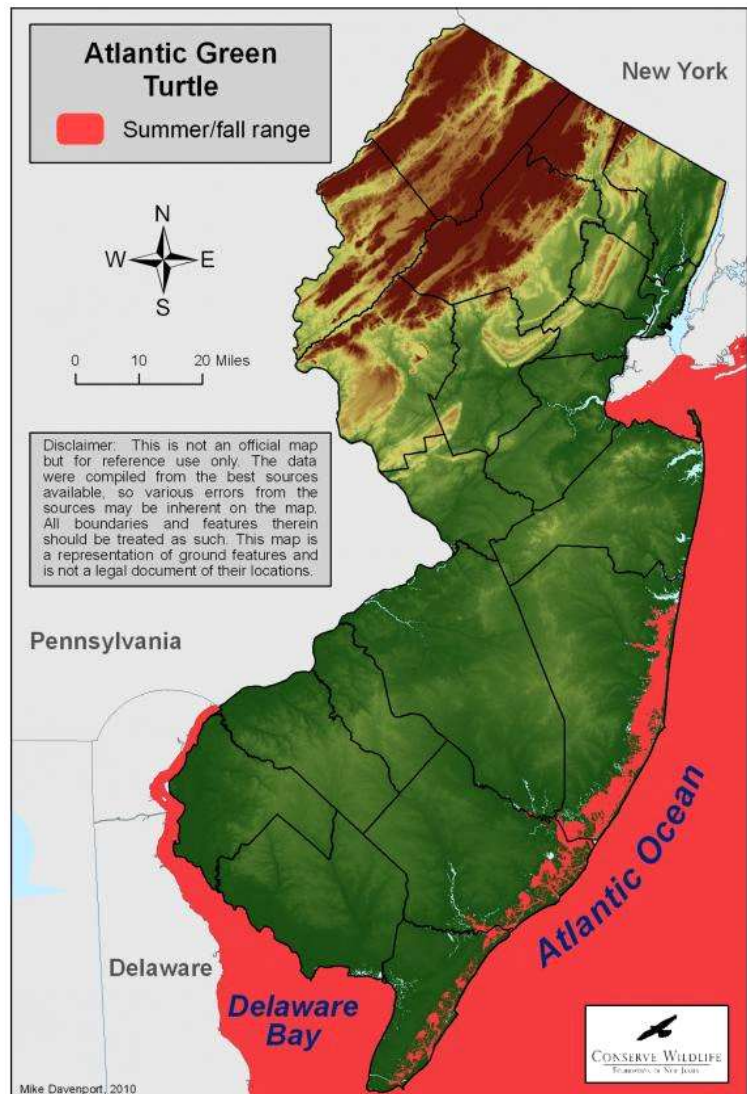 Atlantic Green
Turtle
Summer/fall range
New York
N
W E
S
0 10 20 Miles
Disclaimer: This is not an official map
but for reference use only. The data
were compiled from the best sources
available, so various errors from the
sources may be inherent on the map.
All boundaries and features therein
should be treated as such. This map is
a representation of ground features and
is not a legal document of their locations.
Pennsylvania
Atlantic Ocean
Delaware
Delaware
Bay
CONSERVE WILDLIFE
FOUNDATION OF NEW JERSEY
Mike Davenport, 2010